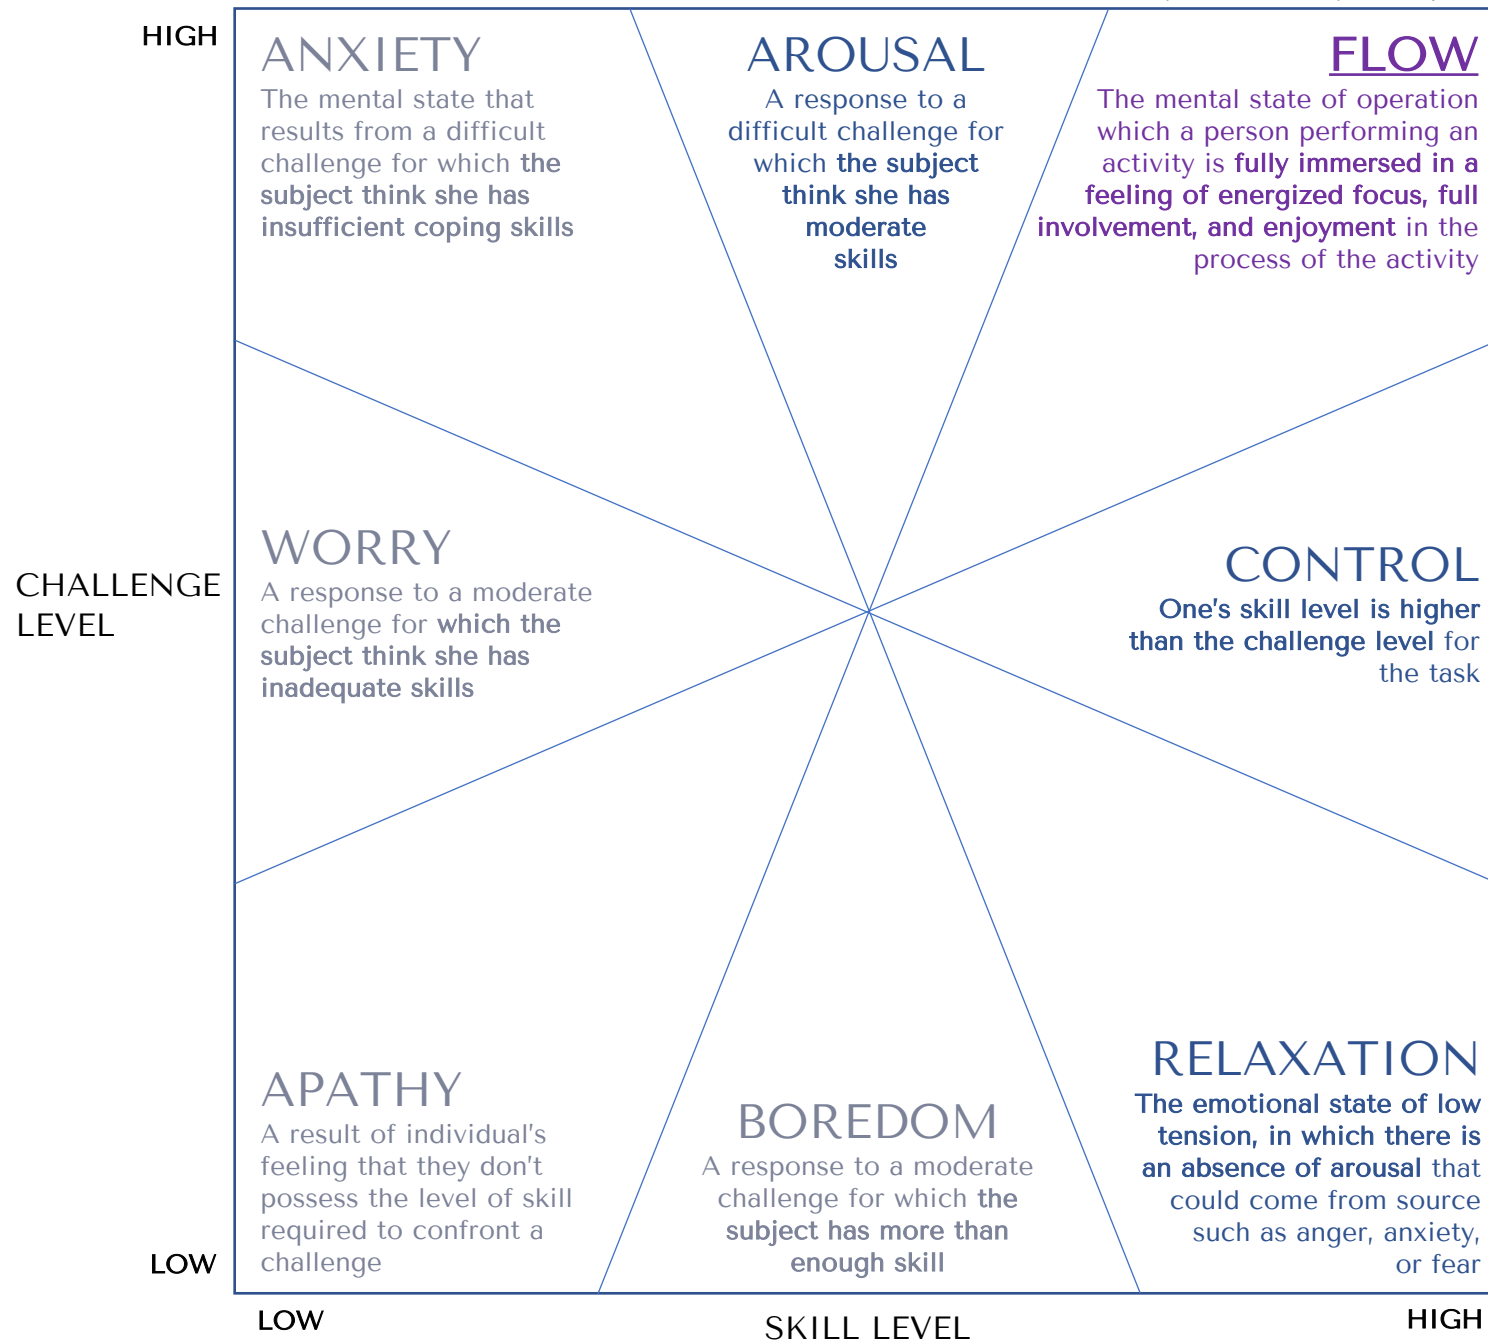 HIGH
ANXIETY
The mental state that
results from a difficult
challenge for which the
subject think she has
insufficient coping skills
AROUSAL
A response to a
difficult challenge for
which the subject
think she has
moderate
skills
FLOW
The mental state of operation
which a person performing an
activity is fully immersed in a
feeling of energized focus, full
involvement, and enjoyment in the
process of the activity
CHALLENGE
LEVEL
WORRY
A response to a moderate
challenge for which the
subject think she has
inadequate skills
CONTROL
One's skill level is higher
than the challenge level for
the task
APATHY
A result of individual's
feeling that they don't
possess the level of skill
required to confront a
challenge
BOREDOM
A response to a moderate
challenge for which the
subject has more than
enough skill
RELAXATION
The emotional state of low
tension, in which there is
an absence of arousal that
could come from source
such as anger, anxiety,
or fear
LOW
LOW
SKILL LEVEL
HIGH